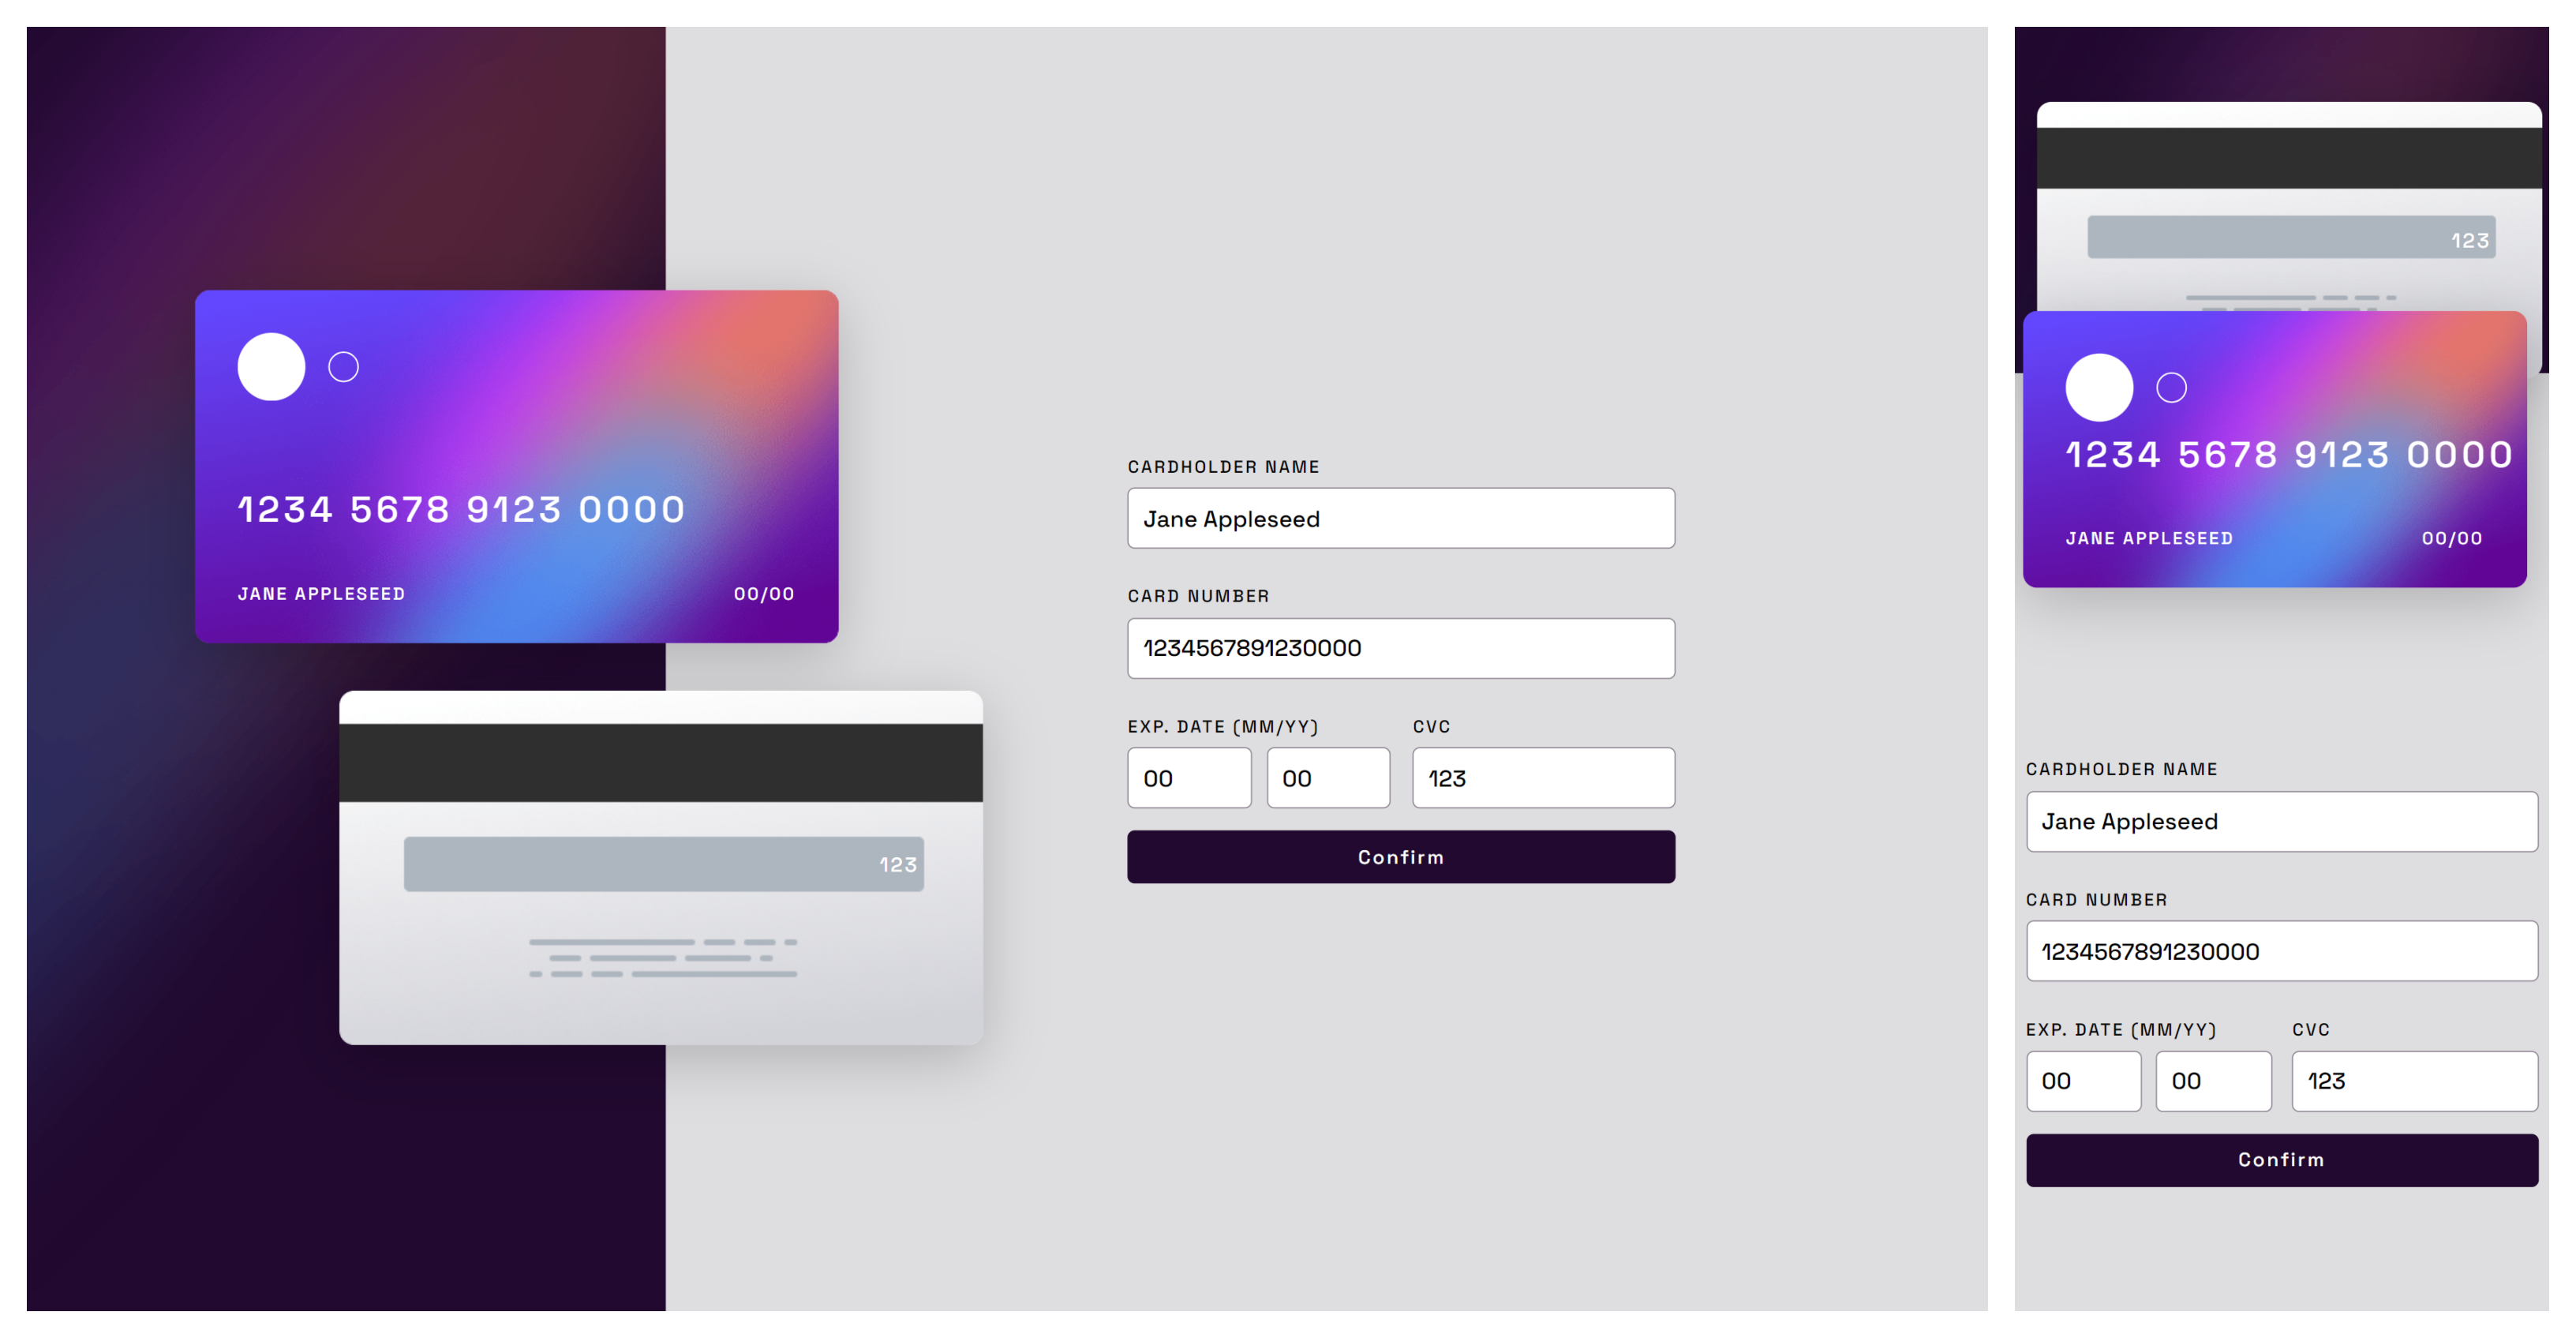 1234 5678 9123 0000
JANE APPLESEED 00/00
123
CARDHOLDER NAME
Jane Appleseed
CARD NUMBER
1234567891230000
EXP. DATE (MM/YY) CVC
00 00 123
Confirm
123
1234 5678 9123 0000
JANE APPLESEED 00/00
CARDHOLDER NAME
Jane Appleseed
CARD NUMBER
1234567891230000
EXP. DATE (MM/YY) CVC
00 00 123
Confirm